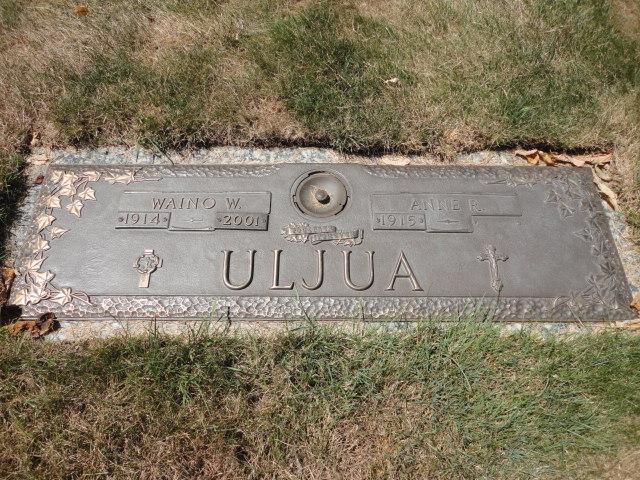 WAINO W.
1914 - 2001
ANNE R.
1915 -
ULJUA